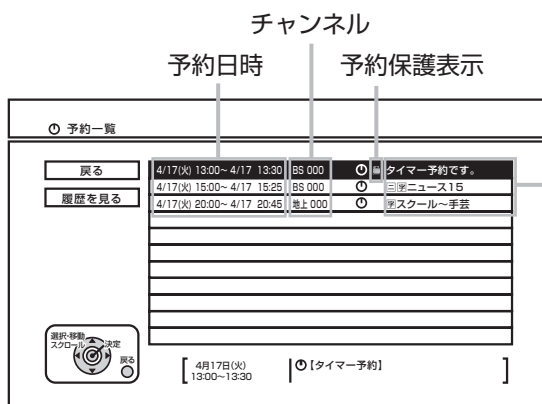 チャンネル
予約日時
予約保護表示
予約一覧
戻る
履歴を見る
4/17(火) 13:00~ 4/17 13:30 BS 000 タイマー予約です。
4/17(火) 15:00~ 4/17 15:25 BS 000 二字ニュース15
4/17(火) 20:00~ 4/17 20:45 地上 000 字スクール〜手芸
選択・移動
スクロール
決定
戻る
4月17日(火)
13:00~13:30
【タイマー予約】